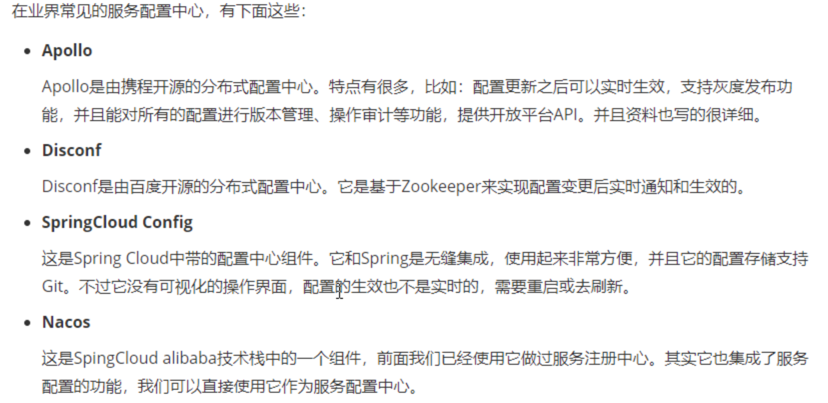 在业界常见的服务配置中心，有下面这些：
Apollo
Apollo是由携程开源的分布式配置中心。特点有很多，比如：配置更新之后可以实时生效，支持灰度发布功
能，并且能对所有的配置进行版本管理、操作审计等功能，提供开放平台API。并且资料也写的很详细。
Disconf
Disconf是由百度开源的分布式配置中心。它是基于Zookeeper来实现配置变更后实时通知和生效的。
SpringCloud Config
这是Spring Cloud中带的配置中心组件。它和Spring是无缝集成，使用起来非常方便，并且它的配置存储支持
Git。不过它没有可视化的操作界面，配置的生效也不是实时的，需要重启或去刷新。
Nacos
这是SpingCloud alibaba技术栈中的一个组件，前面我们已经使用它做过服务注册中心。其实它也集成了服务
配置的功能，我们可以直接使用它作为服务配置中心。